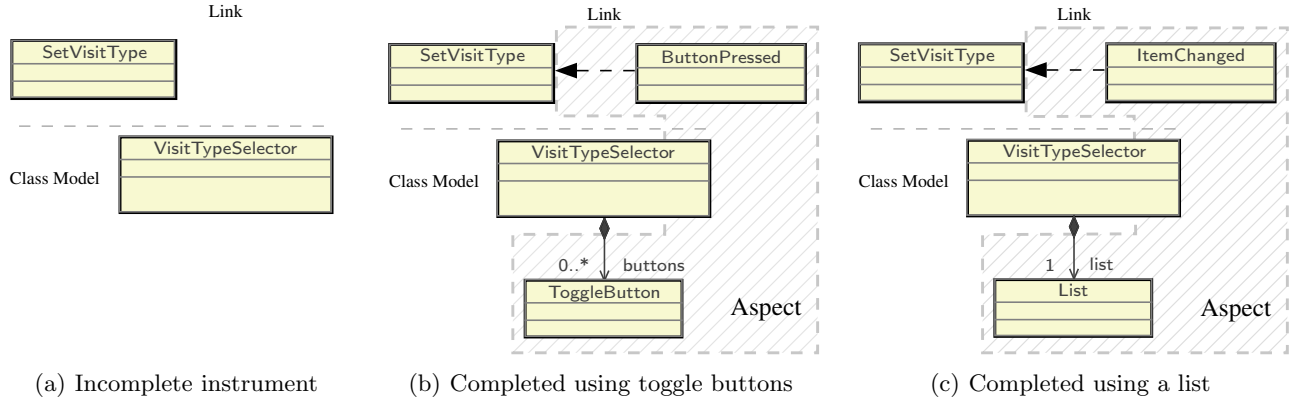 Link
SetVisitType
VisitTypeSelector
Class Model
(a) Incomplete instrument
Link
SetVisitType
ButtonPressed
VisitTypeSelector
Class Model
0..* buttons
ToggleButton
Aspect
(b) Completed using toggle buttons
Link
SetVisitType
ItemChanged
VisitTypeSelector
Class Model
1 list
List
Aspect
(c) Completed using a list